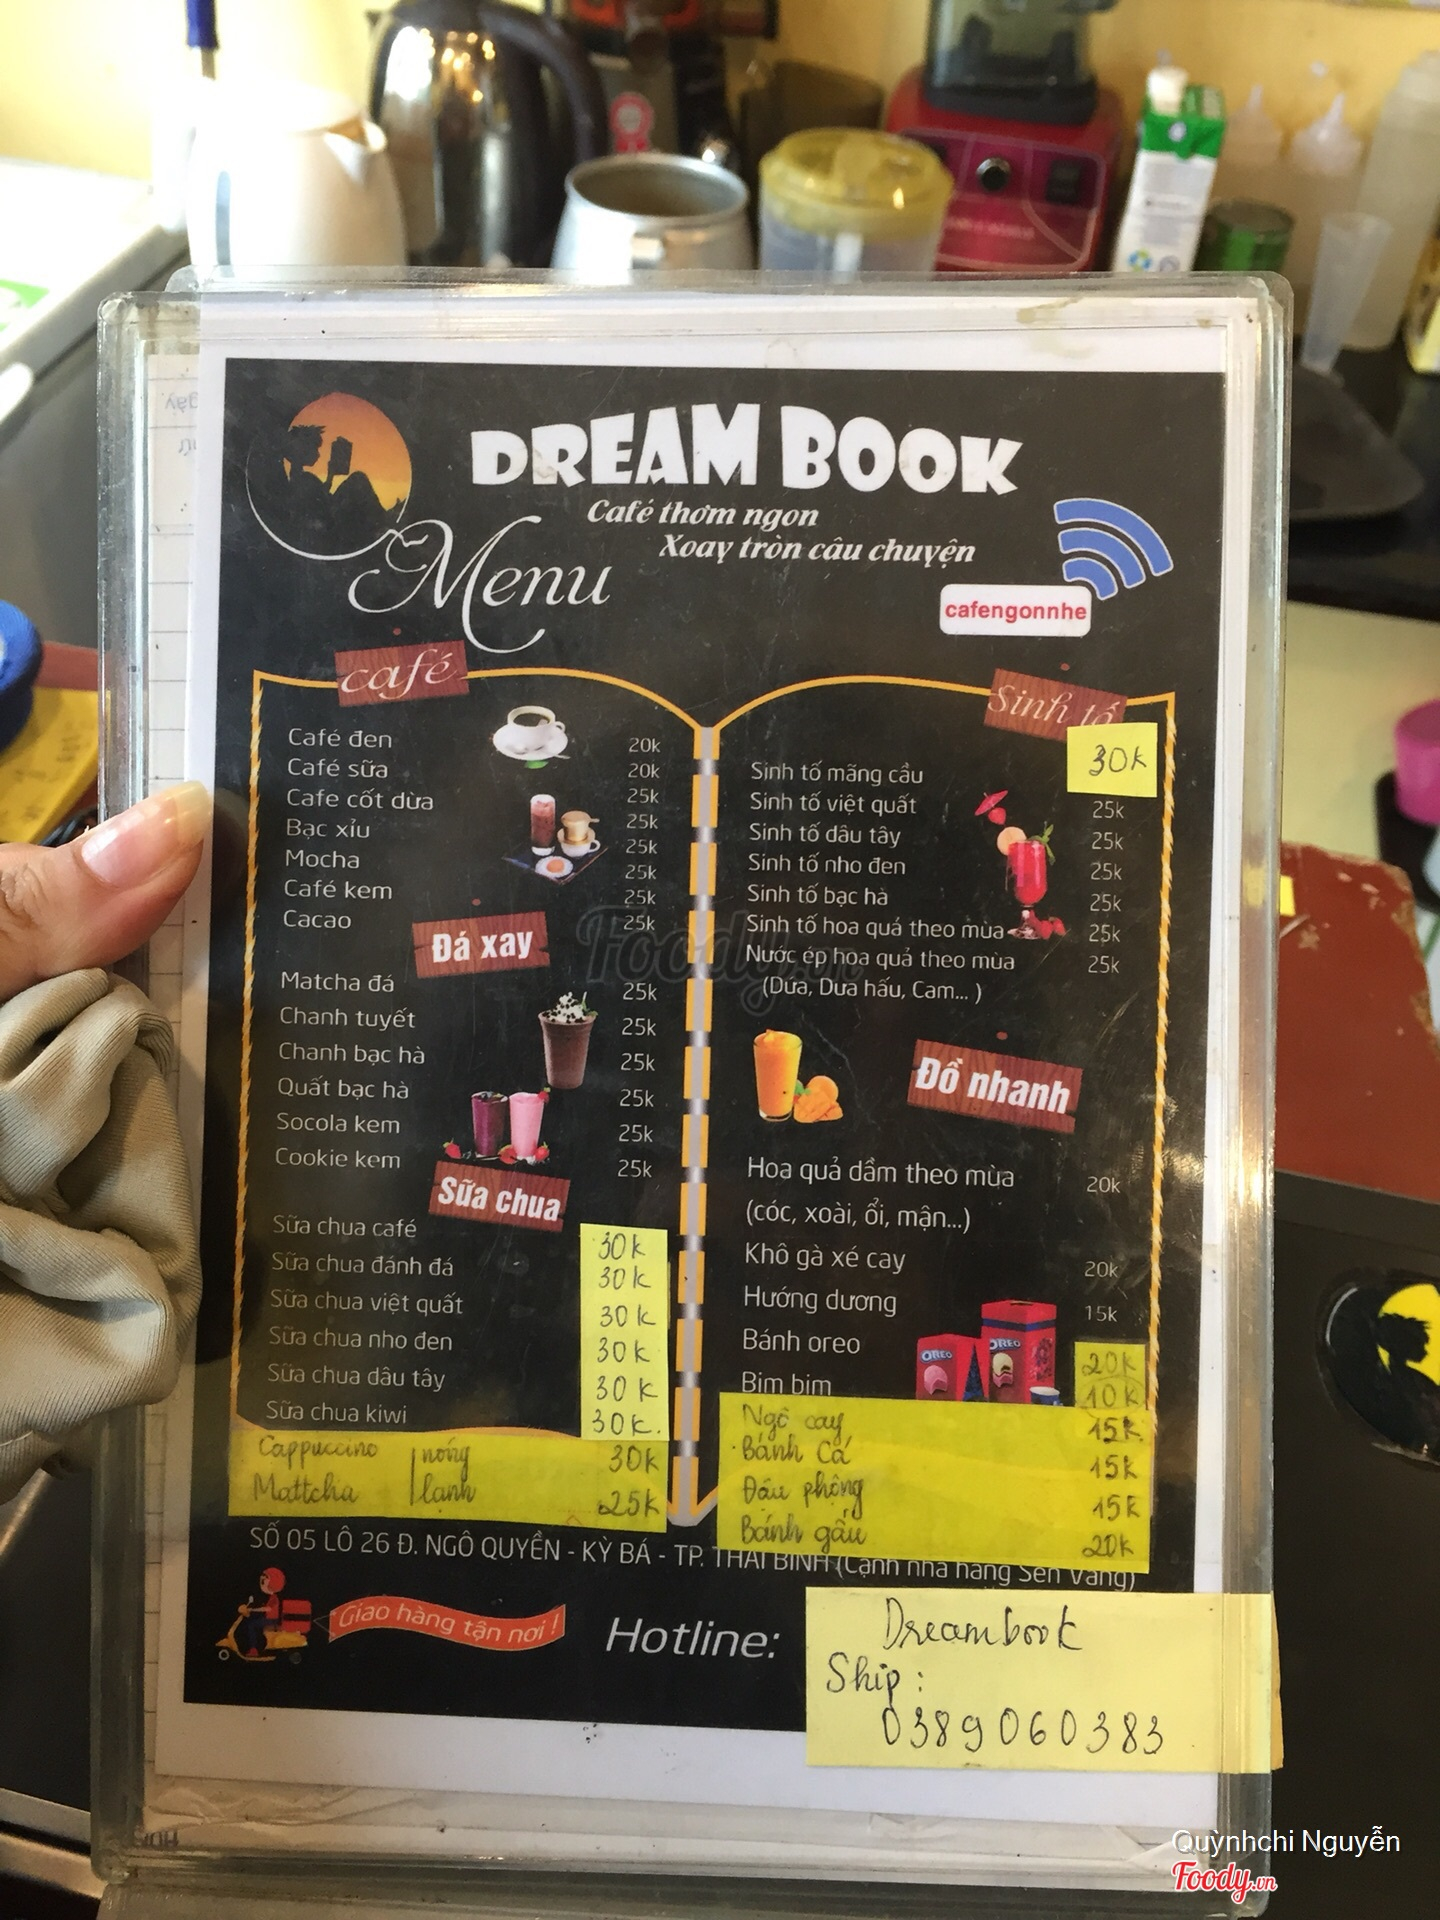 DREAM BOOK
Café thơm ngon
Xoay tròn câu chuyện
Menu
cafengonnhe
café
Café đen 20k
Café sữa 20k
Cafe cốt dừa 25k
Bạc xỉu 25k
Mocha 25k
Café kem 25k
Cacao 25k
25k
Đá xay
Matcha đá 25k
Chanh tuyết 25k
Chanh bạc hà 25k
Quất bạc hà 25k
Socola kem 25k
Cookie kem 25k
Sữa chua
Sữa chua café 30k
Sữa chua đánh đá 30k
Sữa chua việt quất 30k
Sữa chua nho đen 30k
Sữa chua dâu tây 30k
Sữa chua kiwi 30k.
Cappuccino nóng 30k
Mattcha lạnh 25k
Sinh tố
Sinh tố mãng cầu 30k
Sinh tố việt quất 25k
Sinh tố dâu tây 25k
Sinh tố nho đen 25k
Sinh tố bạc hà 25k
Sinh tố hoa quả theo mùa 25k
Nước ép hoa quả theo mùa 25k
(Dứa, Dưa hấu, Cam... )
Đồ nhanh
Hoa quả dầm theo mùa 20k
(cóc, xoài, ổi, mận...)
Khô gà xé cay 20k
Hướng dương 15k
Bánh oreo 20k
Bim bim 10k
OREO
OREO
Ngô cay 15k.
Bánh Cá 15k
Đậu phộng 15k
Bánh gấu 20k
SỐ 05 LÔ 26 Đ. NGÔ QUYỀN - KỲ BÁ - TP. THÁI BÌNH (Cạnh nhà hàng Sen Vàng)
Giao hàng tận nơi !
Hotline:
Dreambook
Ship:
0389060383
Foody.vn
Quỳnhchi Nguyễn
Foody.vn